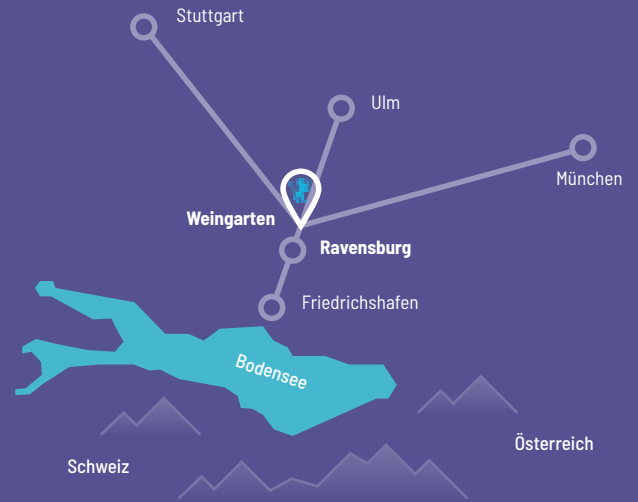 Stuttgart
Ulm
München
Weingarten
Ravensburg
Friedrichshafen
Bodensee
Österreich
Schweiz